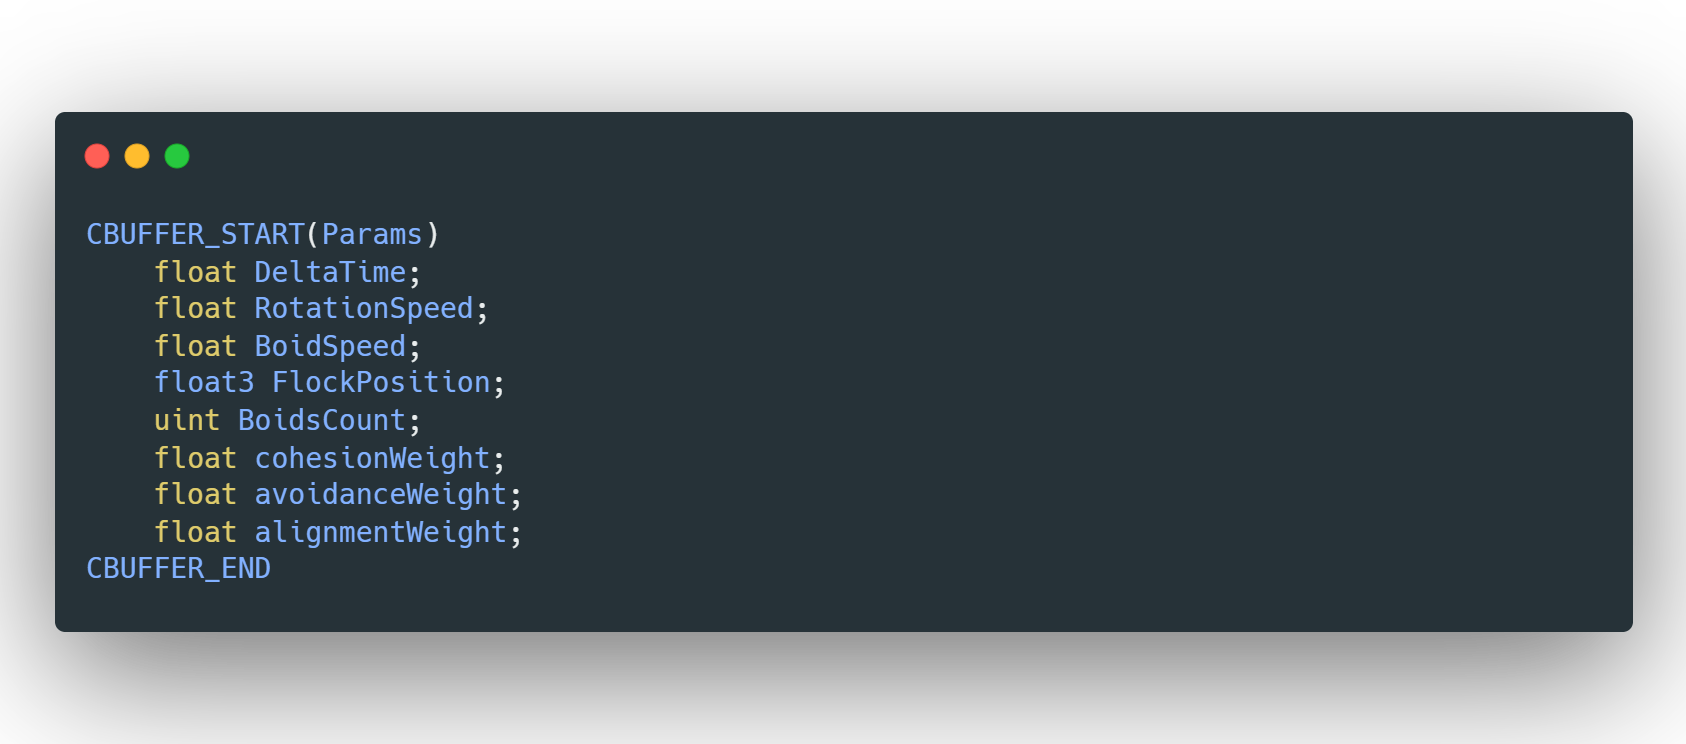 CBUFFER_START(Params)
    float DeltaTime;
    float RotationSpeed;
    float BoidSpeed;
    float3 FlockPosition;
    uint BoidsCount;
    float cohesionWeight;
    float avoidanceWeight;
    float alignmentWeight;
CBUFFER_END